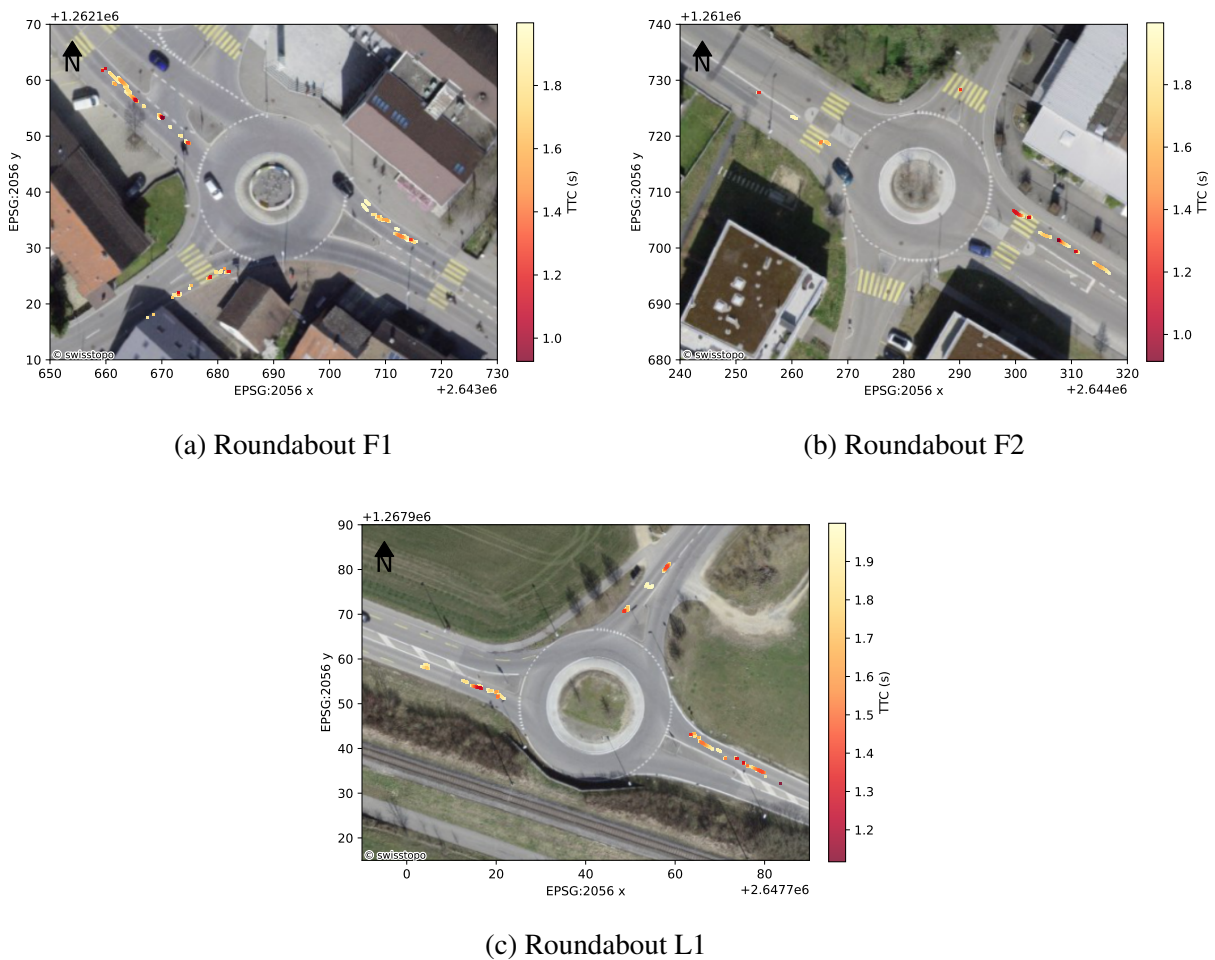 +1.2621e6
70
60
50
40
30
20
10
EPSG:2056 y
N
© swisstopo
650 660 670 680 690 700 710 720 730
EPSG:2056 x
+2.643e6
1.8
1.6
1.4
1.2
1.0
TTC (s)
(a) Roundabout F1
+1.261e6
740
730
720
710
700
690
680
EPSG:2056 y
N
© swisstopo
240 250 260 270 280 290 300 310 320
EPSG:2056 x
+2.644e6
1.8
1.6
1.4
1.2
1.0
TTC (s)
(b) Roundabout F2
+1.2679e6
90
80
70
60
50
40
30
20
EPSG:2056 y
N
© swisstopo
0 20 40 60 80
EPSG:2056 x
+2.6477e6
1.9
1.8
1.7
1.6
1.5
1.4
1.3
1.2
TTC (s)
(c) Roundabout L1